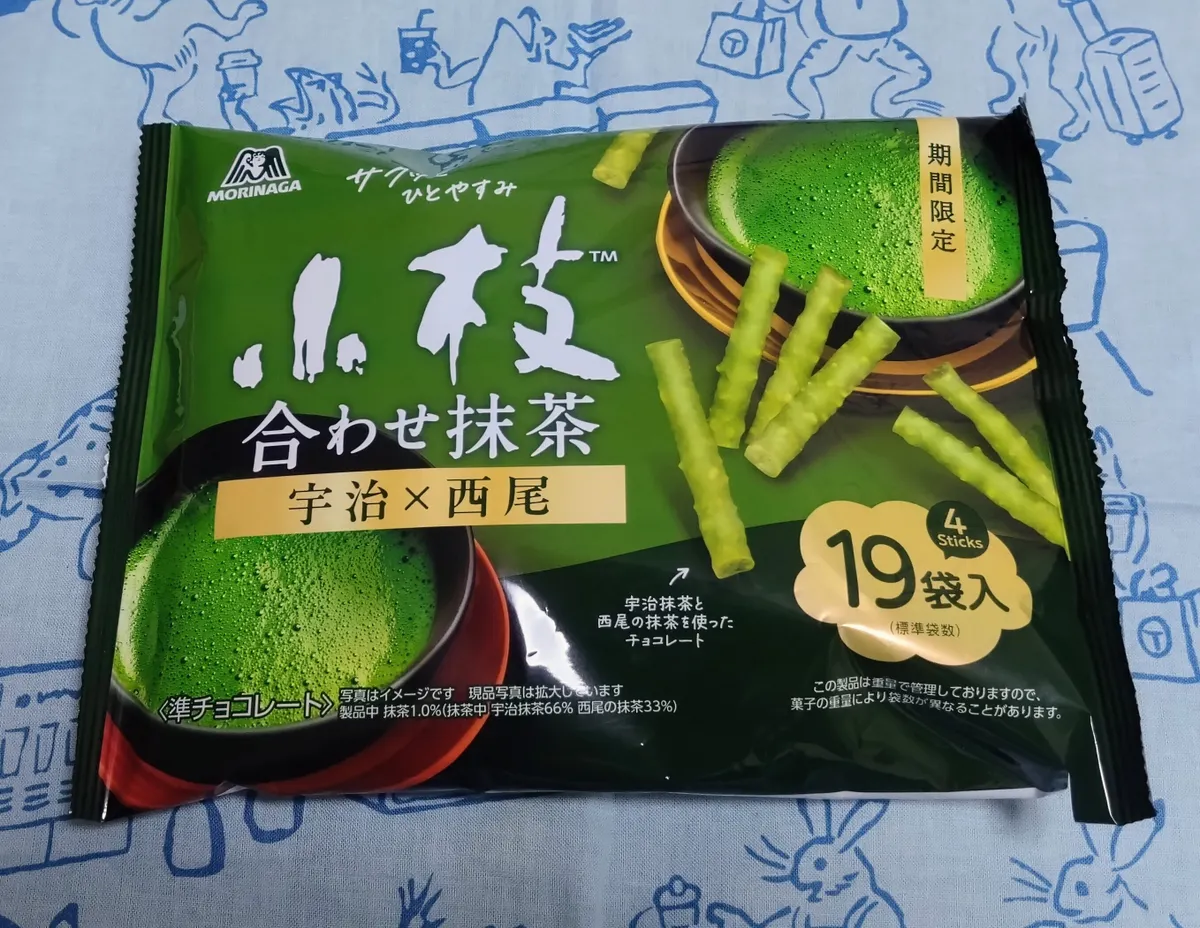 MORINAGA
サクッと
ひとやすみ
小枝™
合わせ抹茶
宇治×西尾
期間限定
4
Sticks
19袋入
(標準袋数)
宇治抹茶と
西尾の抹茶を使った
チョコレート
〈準チョコレート〉
写真はイメージです 現品写真は拡大しています
製品中 抹茶1.0%(抹茶中 宇治抹茶66% 西尾の抹茶33%)
この製品は重量で管理しておりますので、
菓子の重量により袋数が異なることがあります。
T
T